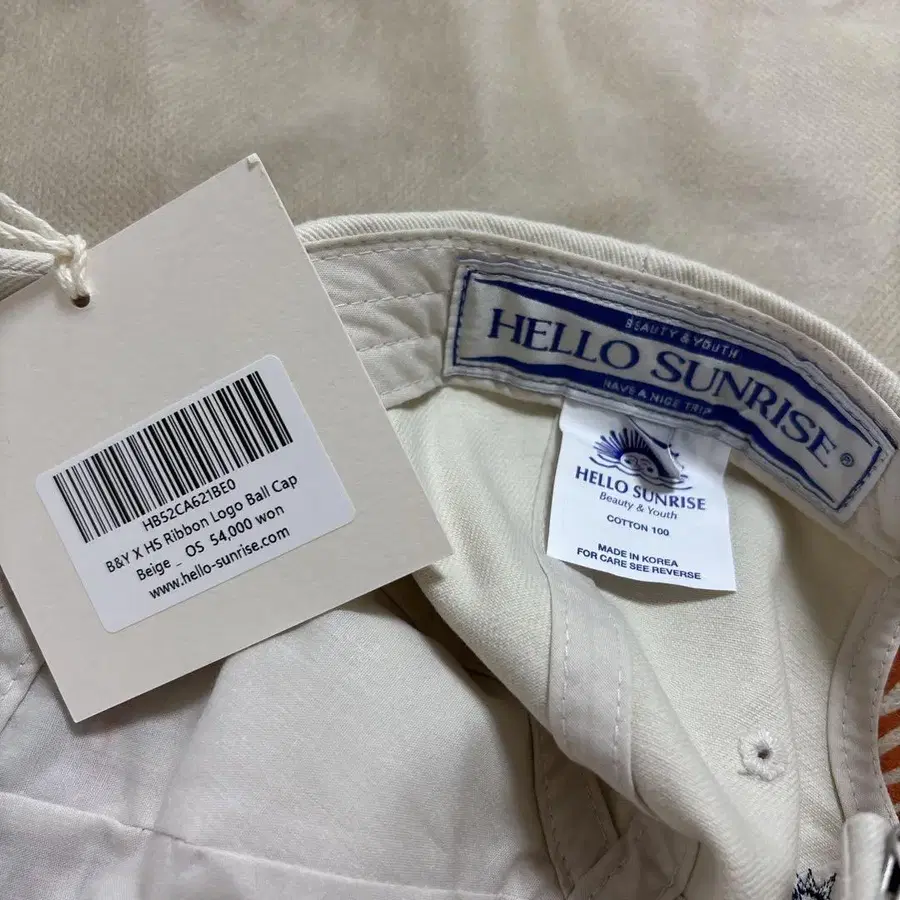 HB52CA621BE0
B&Y X HS Ribbon Logo Ball Cap
Beige _ OS 54,000 won
www.hello-sunrise.com
BEAUTY & YOUTH
HELLO SUNRISE®
HAVE A NICE TRIP
HELLO SUNRISE
Beauty & Youth
COTTON 100
MADE IN KOREA
FOR CARE SEE REVERSE